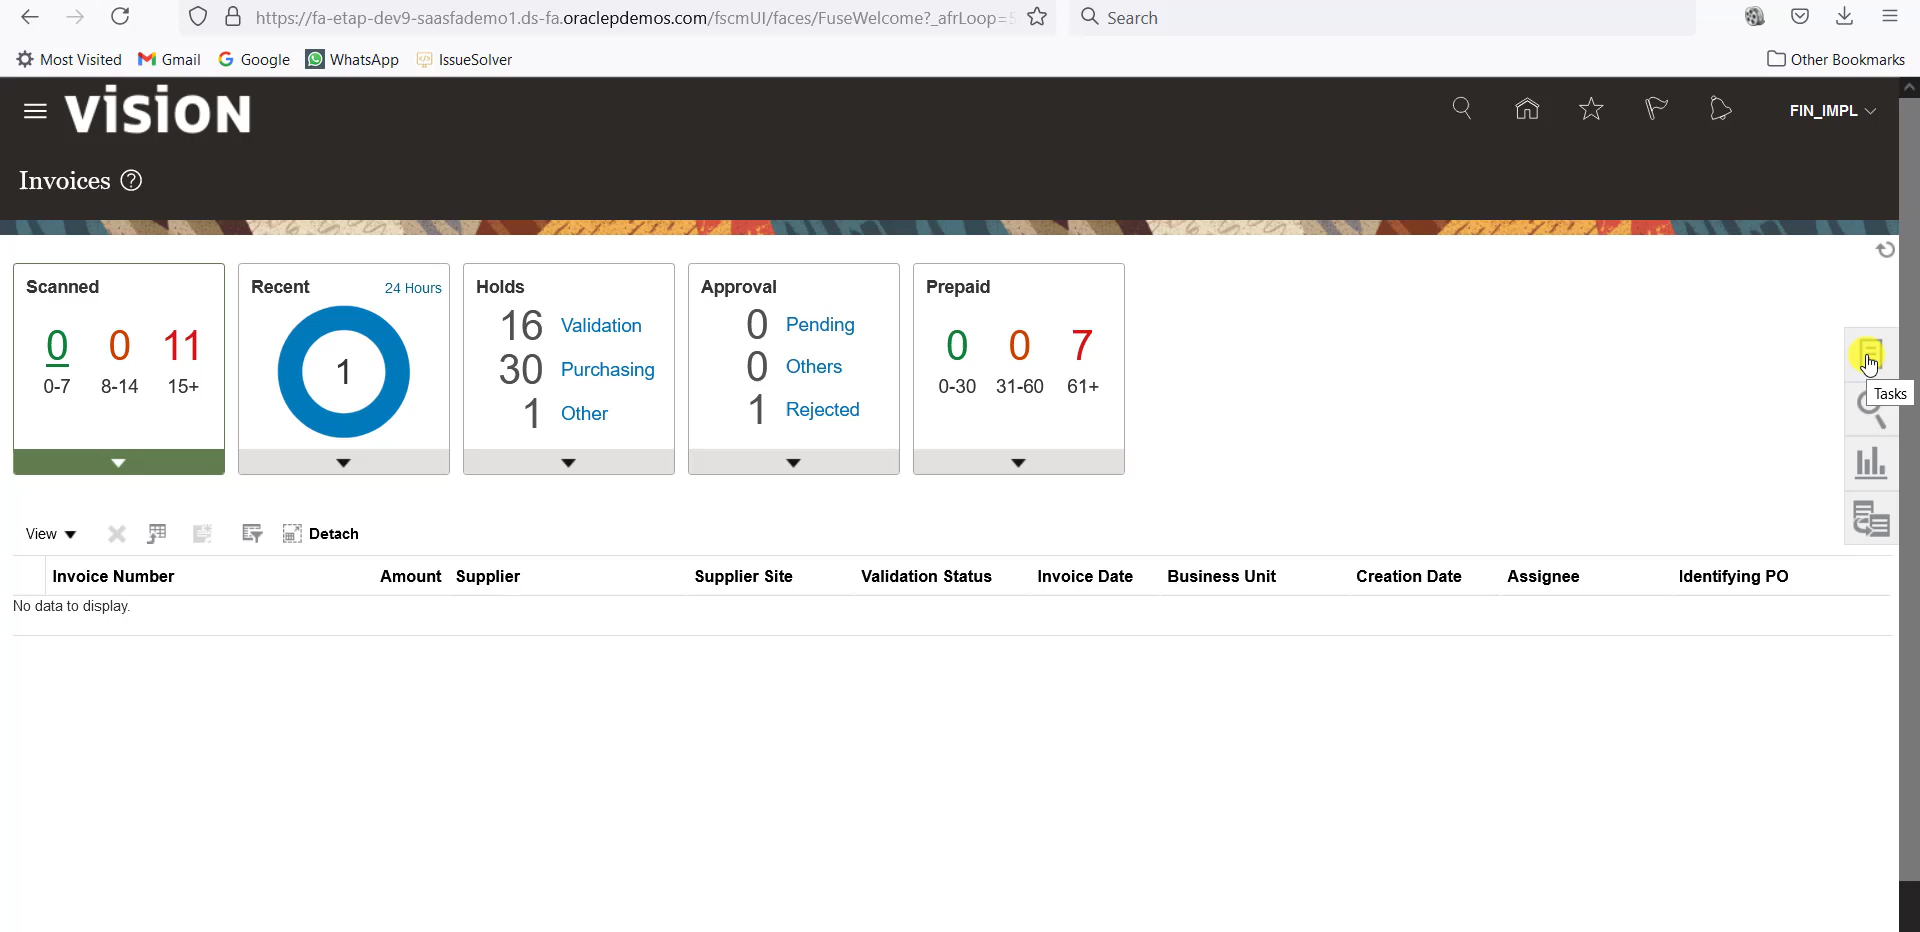 https://fa-etap-dev9-saasfademo1.ds-fa.oraclepdemos.com/fscmUI/faces/FuseWelcome?_afrLoop=5
Search
Most Visited
Gmail
Google
WhatsApp
IssueSolver
Other Bookmarks
VISION
FIN_IMPL
Invoices
Scanned
0 0 11
0-7 8-14 15+
Recent 24 Hours
1
Holds
16 Validation
30 Purchasing
1 Other
Approval
0 Pending
0 Others
1 Rejected
Prepaid
0 0 7
0-30 31-60 61+
Tasks
View
Detach
Invoice Number Amount Supplier Supplier Site Validation Status Invoice Date Business Unit Creation Date Assignee Identifying PO
No data to display.